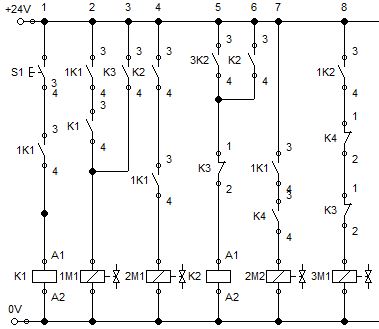 +24V 1 2 3 4 5 6 7 8
3 3 3 3 3 3 3 3
S1 1K1 K3 K2 3K2 K2 1K2
4 4 4 4 4 4 4
3 3
K1 K4
4 4
3 3 1 3 1
1K1 1K1 K3 1K1 K3
4 4 2 4 2
3
K4
4
A1 A1
K1 1M1 2M1 K2 2M2 3M1
A2 A2
0V